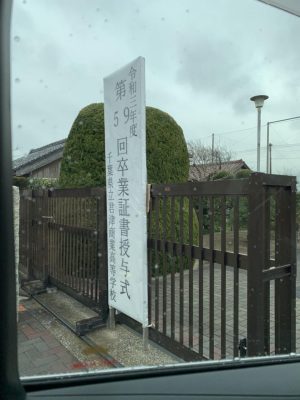 令和三年度
第59回卒業証書授与式
千葉県立君津商業高等学校